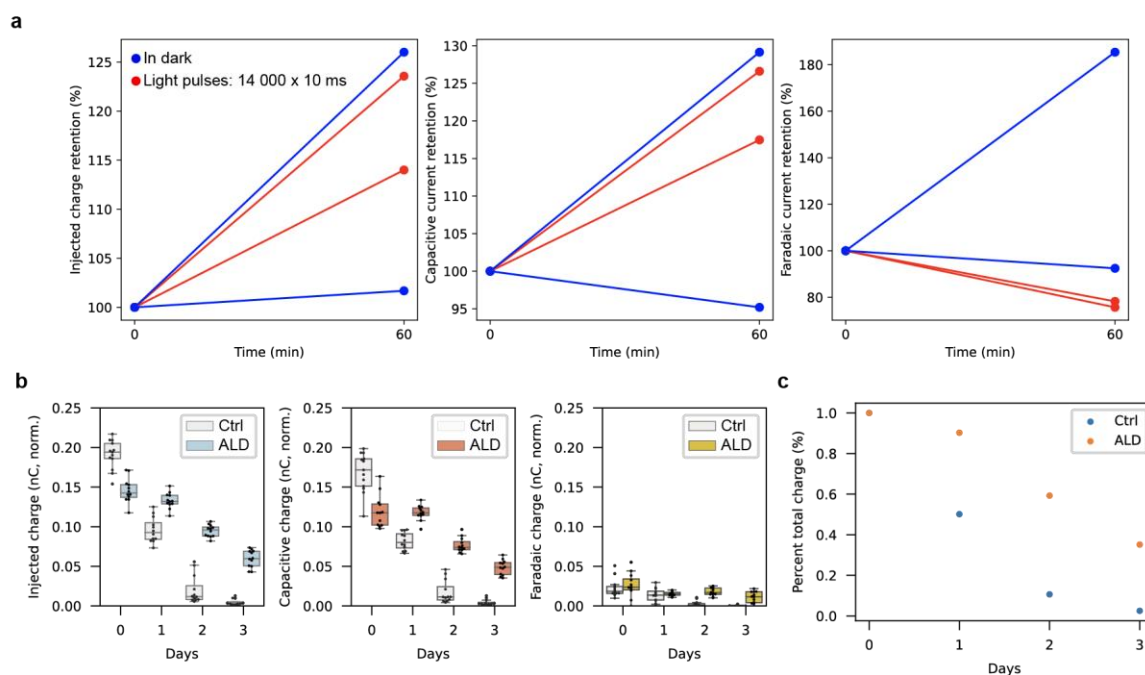 a
In dark
Light pulses: 14 000 x 10 ms
Injected charge retention (%)
125
120
115
110
105
100
0
60
Time (min)
Capacitive current retention (%)
130
125
120
115
110
105
100
95
0
60
Time (min)
Faradaic current retention (%)
180
160
140
120
100
80
0
60
Time (min)
b
Injected charge (nC, norm.)
0.25
0.20
0.15
0.10
0.05
0.00
Ctrl
ALD
0
1
2
3
Days
Capacitive charge (nC, norm.)
0.25
0.20
0.15
0.10
0.05
0.00
Ctrl
ALD
0
1
2
3
Days
Faradaic charge (nC, norm.)
0.25
0.20
0.15
0.10
0.05
0.00
Ctrl
ALD
0
1
2
3
Days
c
Percent total charge (%)
1.0
0.8
0.6
0.4
0.2
0.0
Ctrl
ALD
0
1
2
3
Days